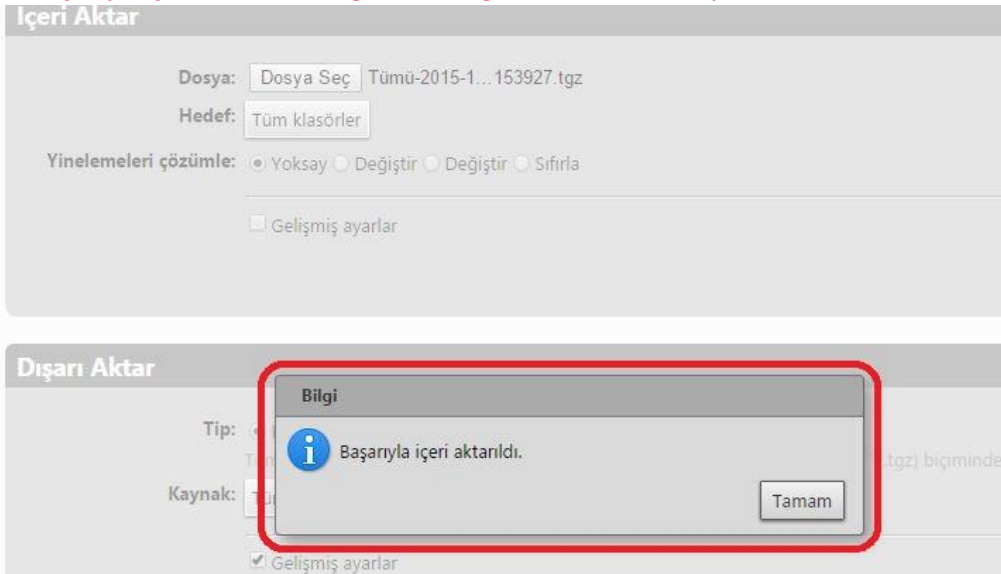 İçeri Aktar
Dosya: Dosya Seç Tümü-2015-1...153927.tgz
Hedef: Tüm klasörler
Yinelemeleri çözümle: Yoksay Değiştir Değiştir Sıfırla
Gelişmiş ayarlar
Dışarı Aktar
Bilgi
Tip:
Başarıyla içeri aktarıldı.
.tgz) biçiminde
Kaynak:
Tamam
Gelişmiş ayarlar